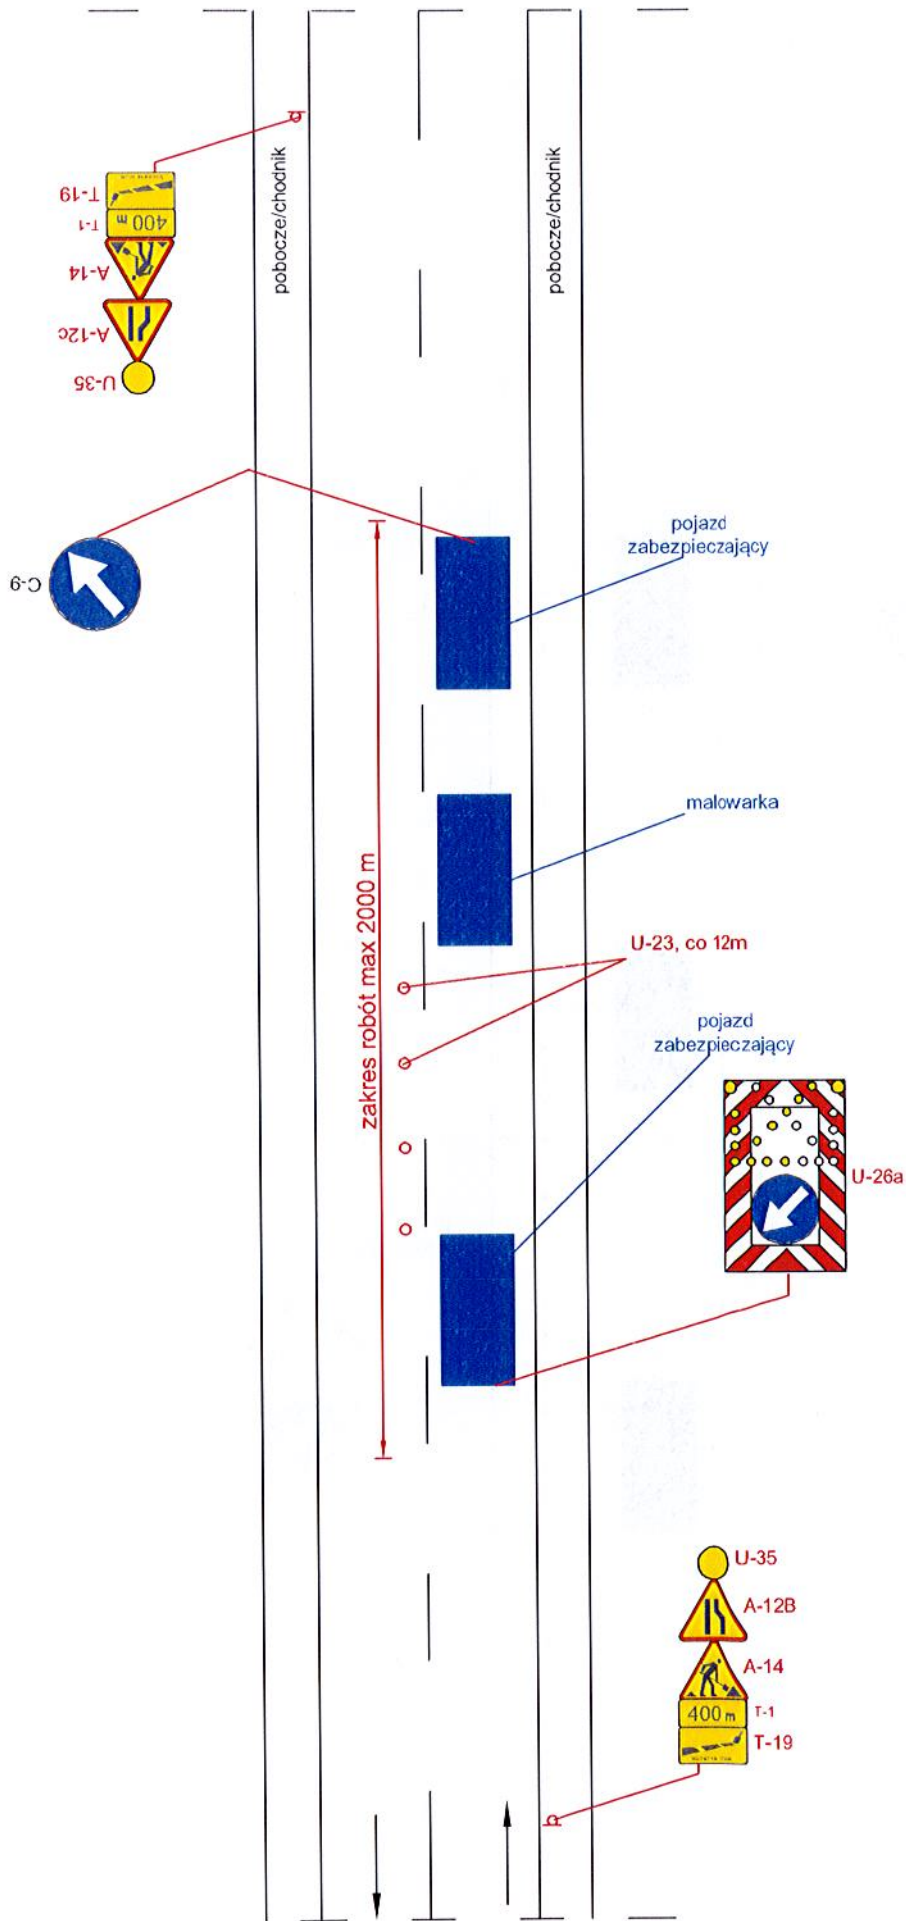 T-19
400 m
T-1
A-14
A-12c
U-35
pobocze/chodnik
pobocze/chodnik
C-9
pojazd
zabezpieczający
malowarka
zakres robót max 2000 m
U-23, co 12m
pojazd
zabezpieczający
U-26a
U-35
A-12B
A-14
400 m
T-1
T-19